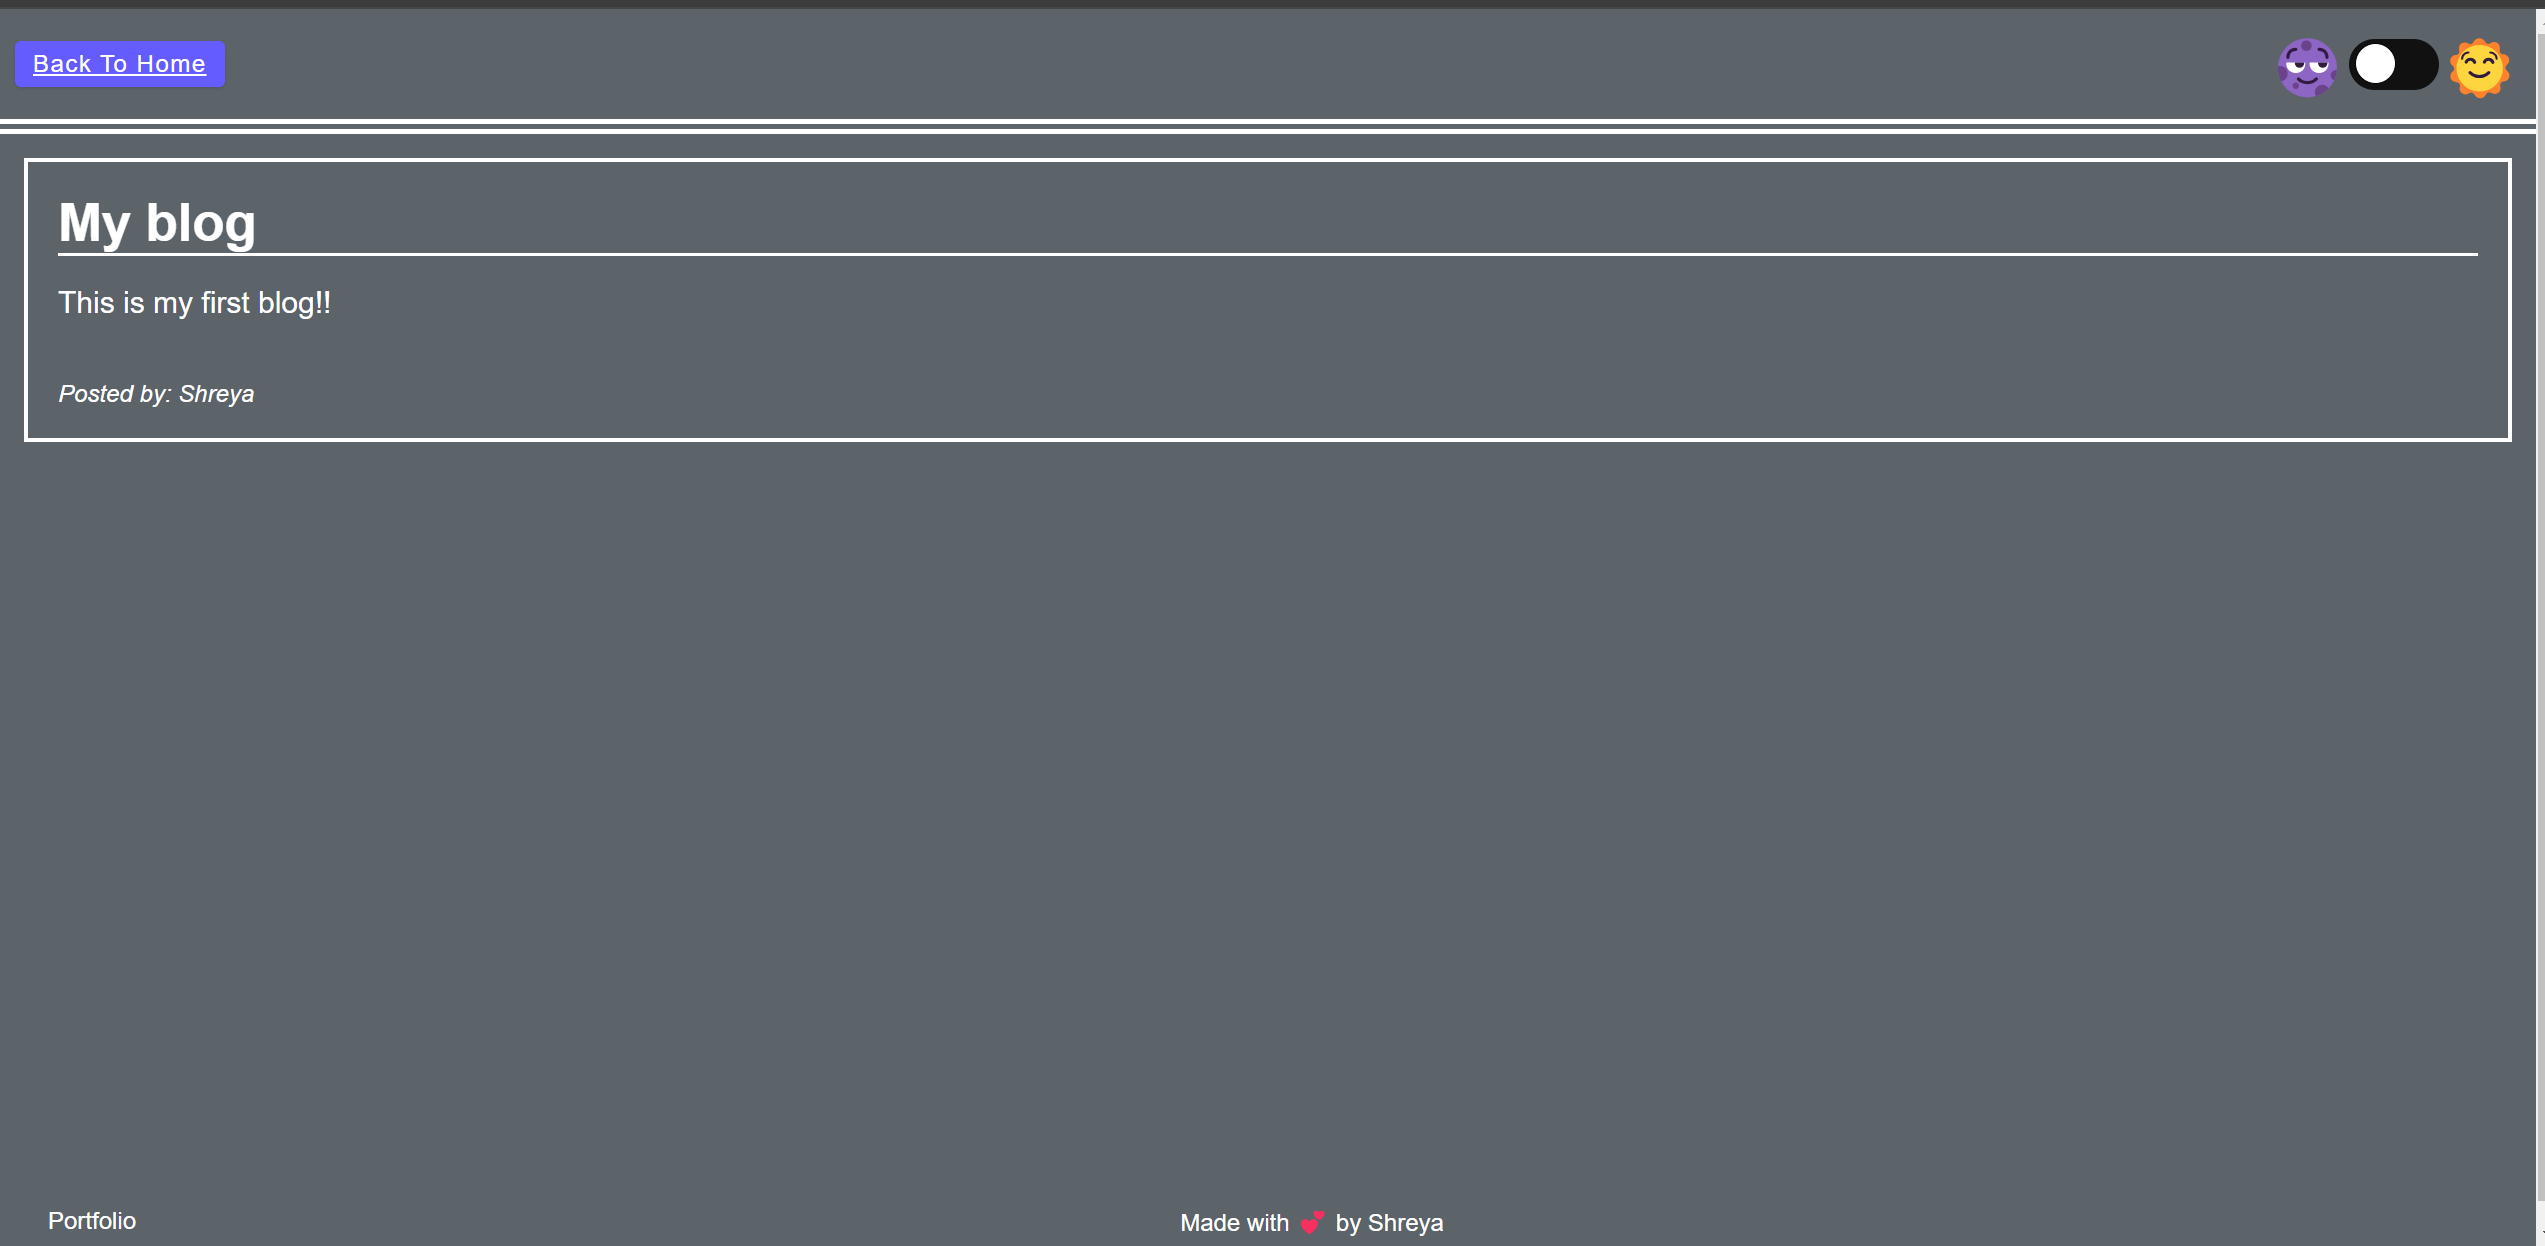 Back To Home
My blog
This is my first blog!!
Posted by: Shreya
Portfolio
Made with 💕 by Shreya